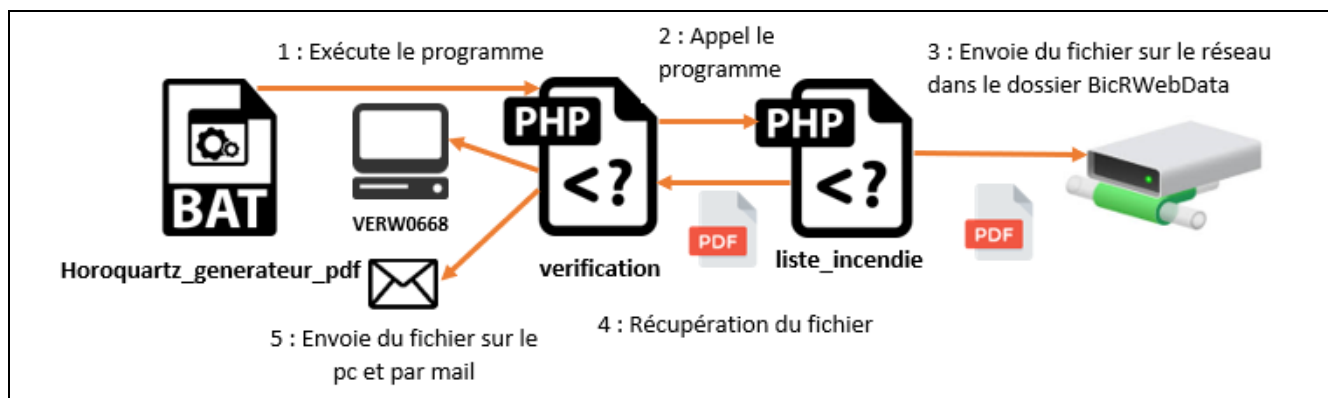 1 : Exécute le programme
2 : Appel le
programme
3 : Envoie du fichier sur le réseau
dans le dossier BicRWebData
PHP
<?
PHP
<?
BAT
VERW0668
PDF
PDF
Horoquartz_generateur_pdf
verification
liste_incendie
4 : Récupération du fichier
5 : Envoie du fichier sur le
pc et par mail